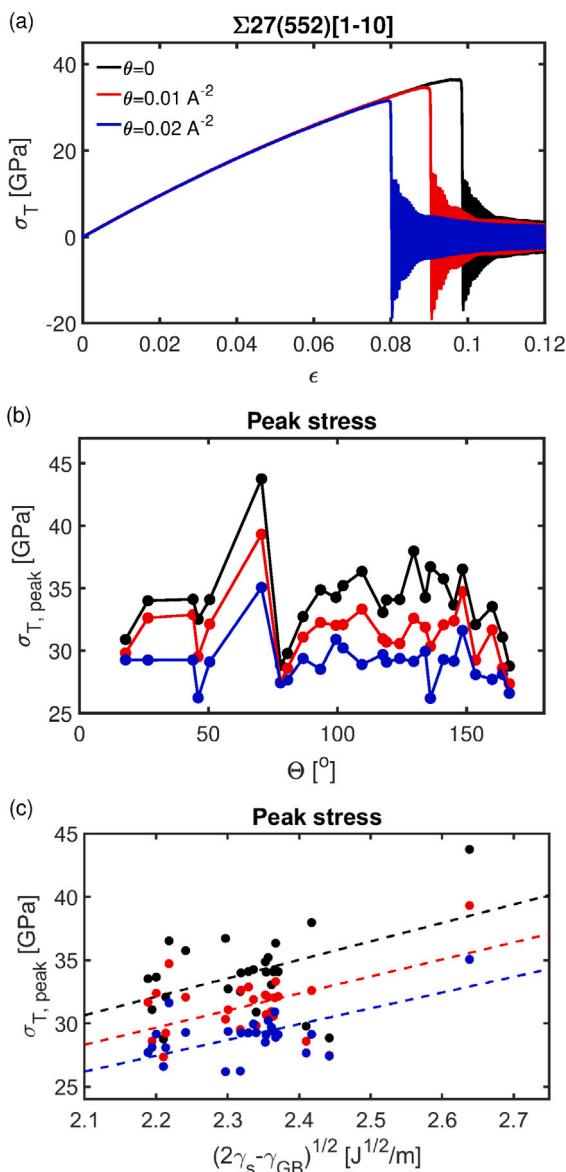 (a)
Σ27(552)[1-10]
θ=0
θ=0.01 A⁻²
θ=0.02 A⁻²
40
20
0
-20
σ_T [GPa]
0 0.02 0.04 0.06 0.08 0.1 0.12
ϵ
(b)
Peak stress
45
40
35
30
25
σ_T, peak [GPa]
0 50 100 150
Θ [°]
(c)
Peak stress
45
40
35
30
25
σ_T, peak [GPa]
2.1 2.2 2.3 2.4 2.5 2.6 2.7
(2γ_s-γ_GB)^1/2 [J^1/2/m]